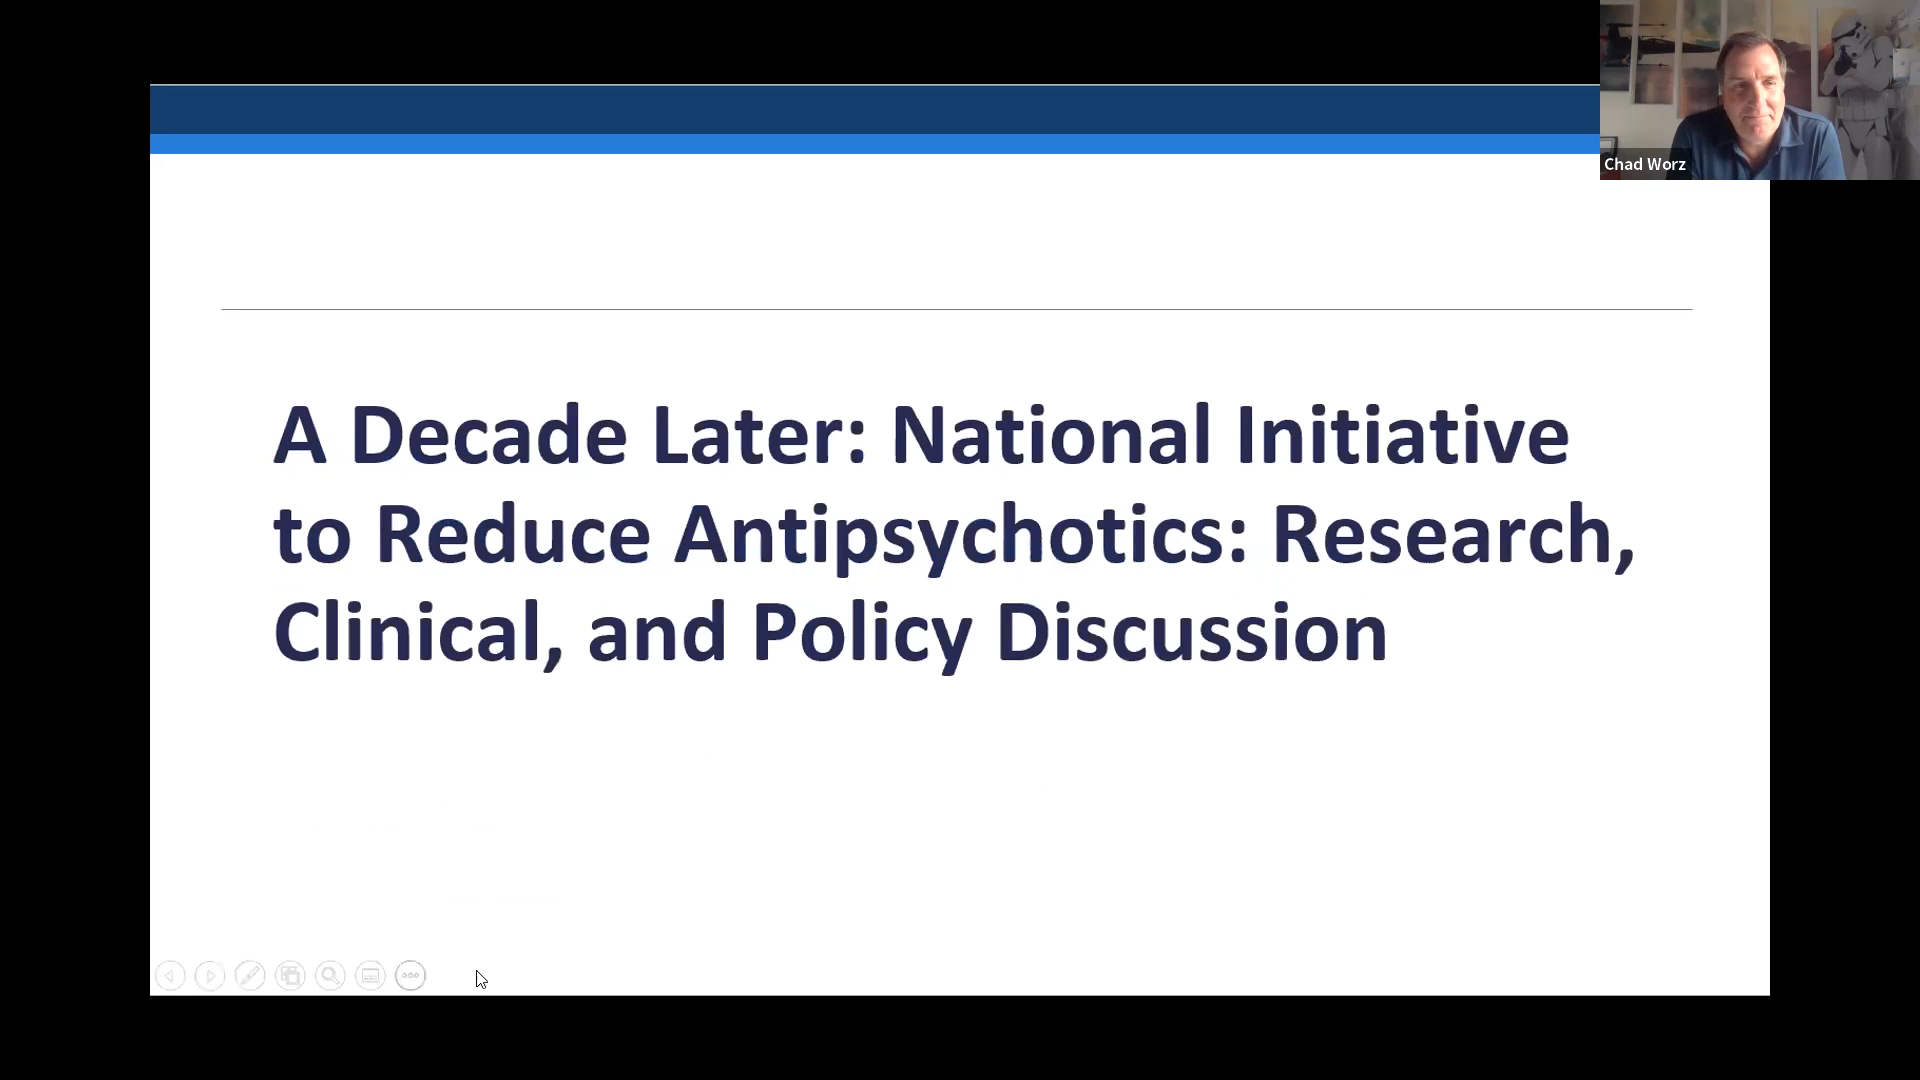 Chad Worz
A Decade Later: National Initiative
to Reduce Antipsychotics: Research,
Clinical, and Policy Discussion